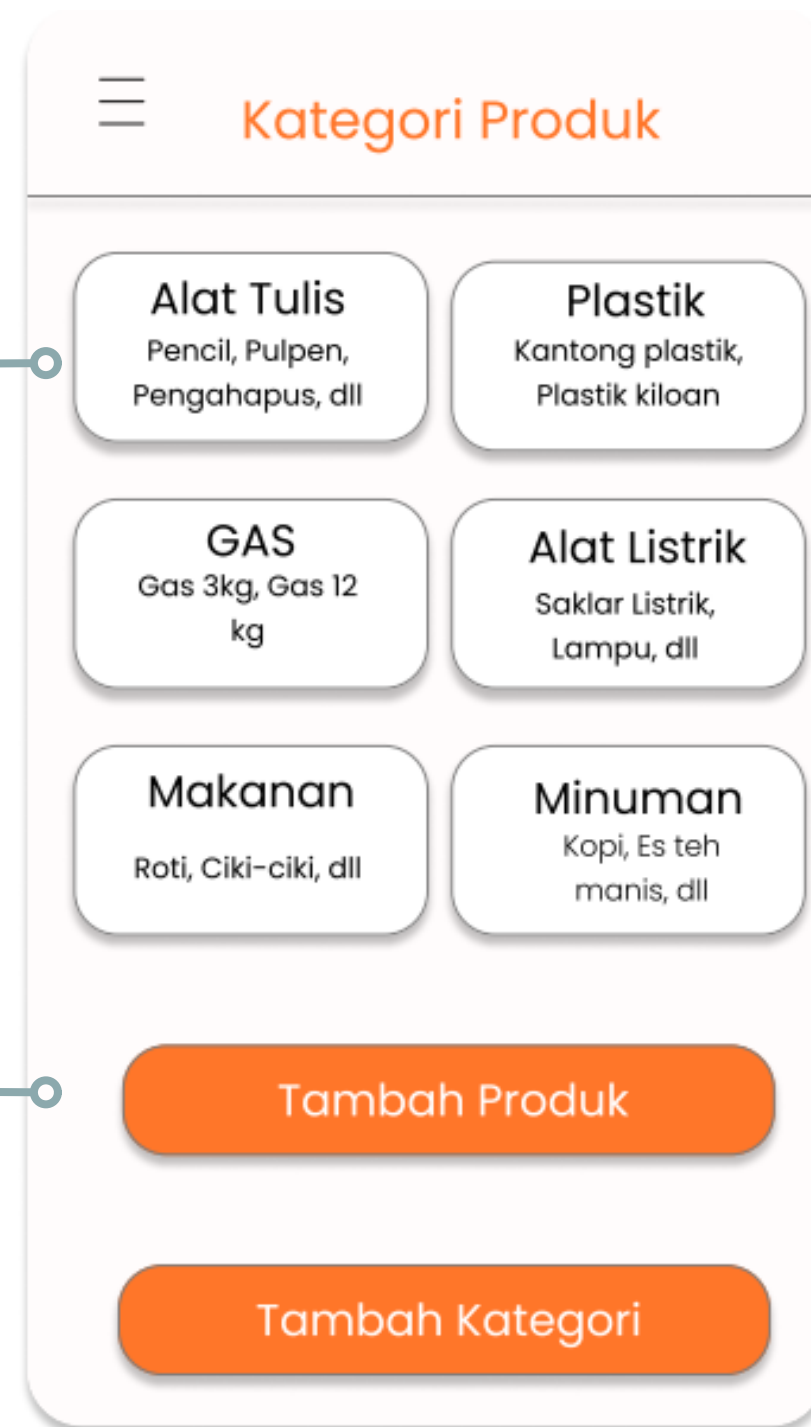 Kategori Produk
Alat Tulis
Pencil, Pulpen,
Pengahapus, dll
Plastik
Kantong plastik,
Plastik kiloan
GAS
Gas 3kg, Gas 12
kg
Alat Listrik
Saklar Listrik,
Lampu, dll
Makanan
Roti, Ciki-ciki, dll
Minuman
Kopi, Es teh
manis, dll
Tambah Produk
Tambah Kategori